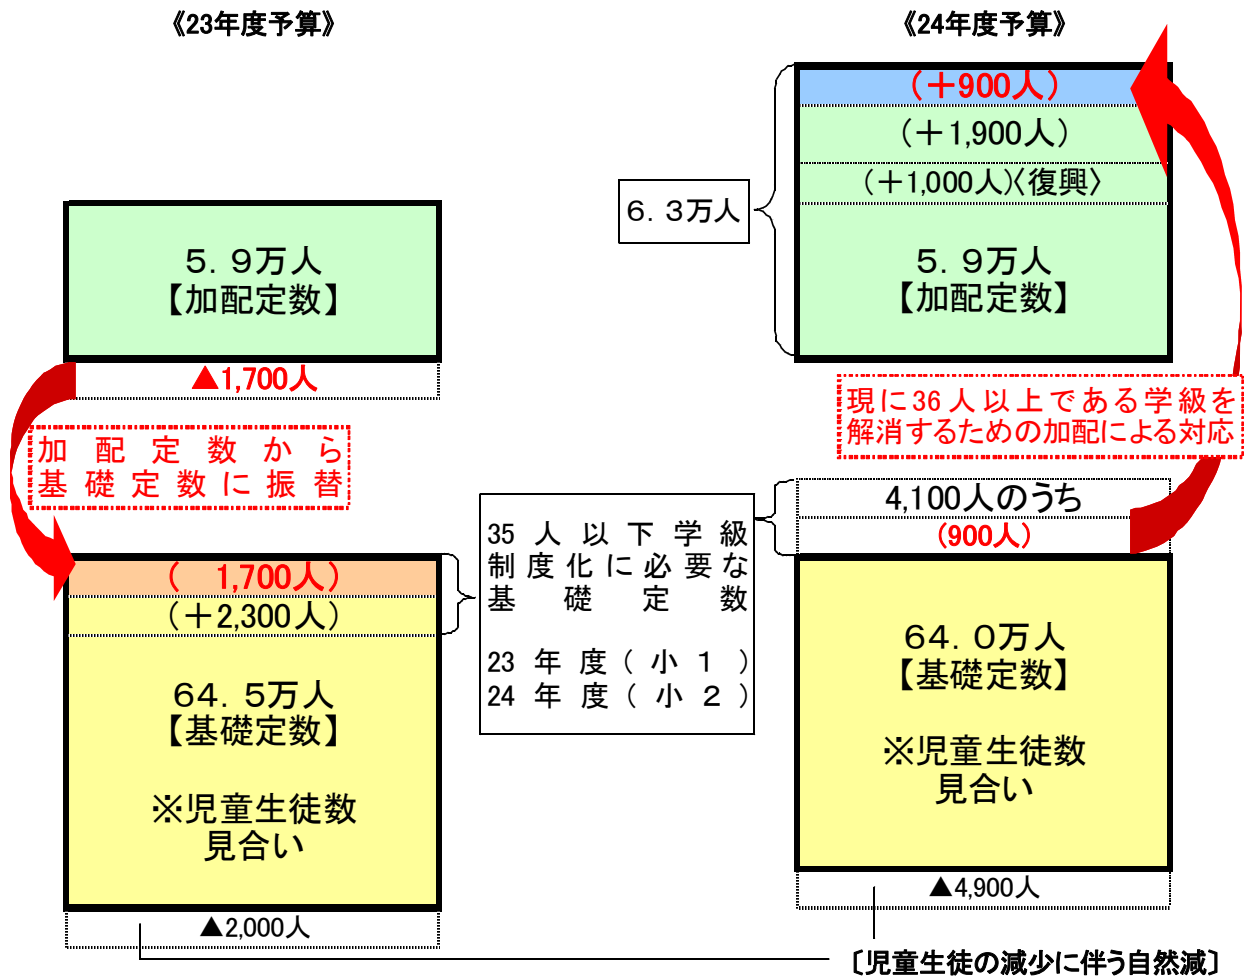 《23年度予算》
5．9万人
【加配定数】
▲1,700人
加配定数から
基礎定数に振替
(　1,700人)
(＋2,300人)
64．5万人
【基礎定数】
※児童生徒数
見合い
▲2,000人
35人以下学級
制度化に必要な
基礎定数
23年度(小1)
24年度(小2)
《24年度予算》
(＋900人)
(＋1,900人)
(＋1,000人)〈復興〉
6．3万人
5．9万人
【加配定数】
現に36人以上である学級を
解消するための加配による対応
4,100人のうち
(900人)
64．0万人
【基礎定数】
※児童生徒数
見合い
▲4,900人
〔児童生徒の減少に伴う自然減〕